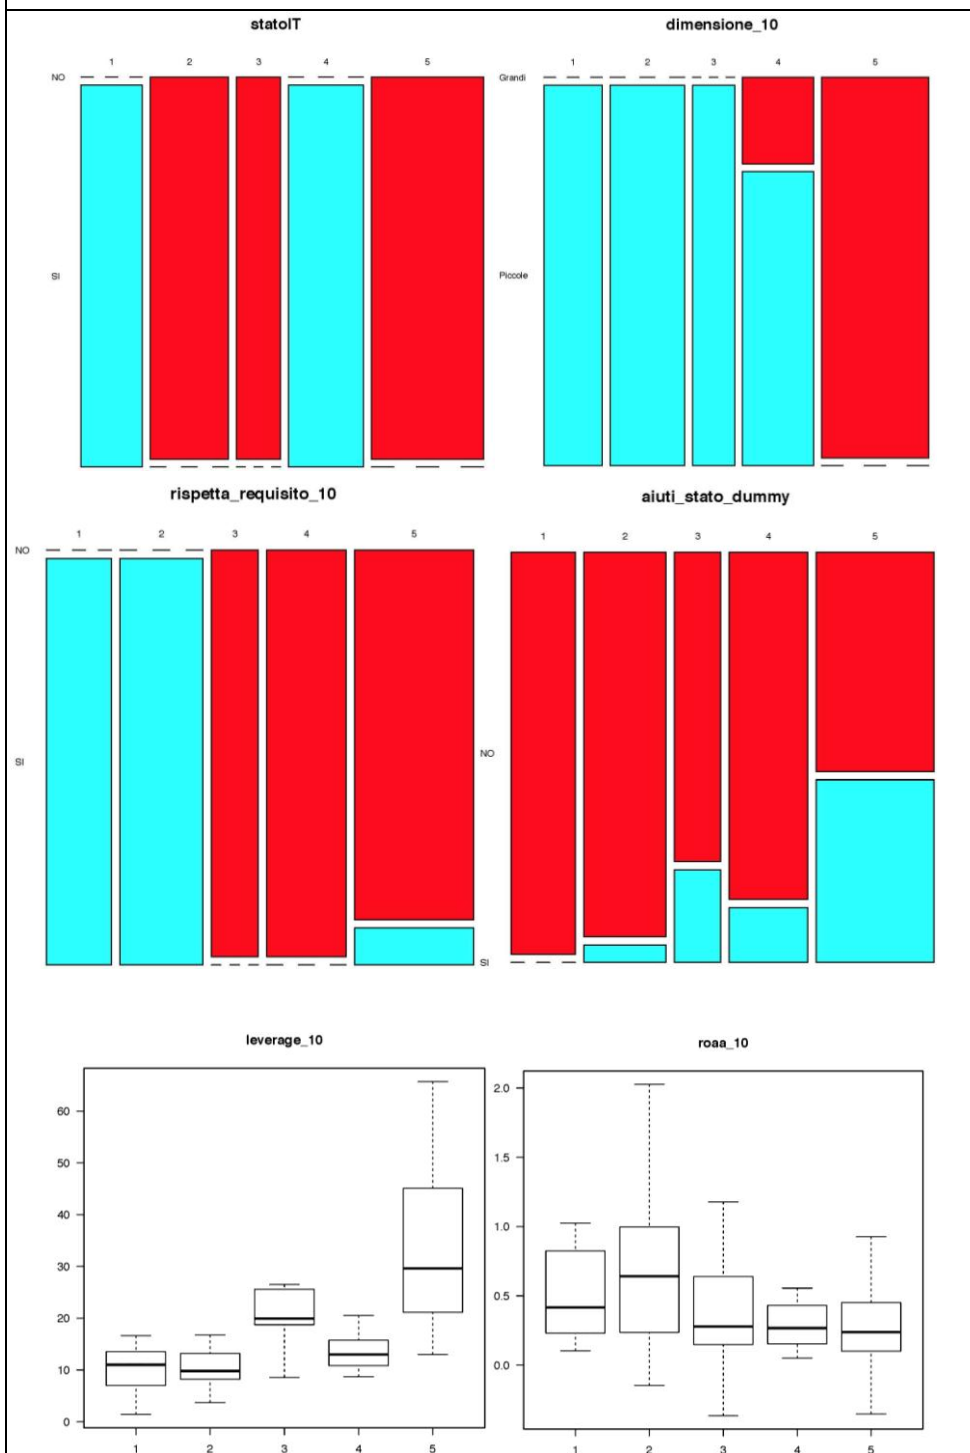 statoIT
1 2 3 4 5
NO
SI
dimensione_10
1 2 3 4 5
Grandi
Piccole
rispetta_requisito_10
1 2 3 4 5
NO
SI
aiuti_stato_dummy
1 2 3 4 5
NO
SI
leverage_10
60
50
40
30
20
10
0
1 2 3 4 5
roaa_10
2.0
1.5
1.0
0.5
0.0
1 2 3 4 5